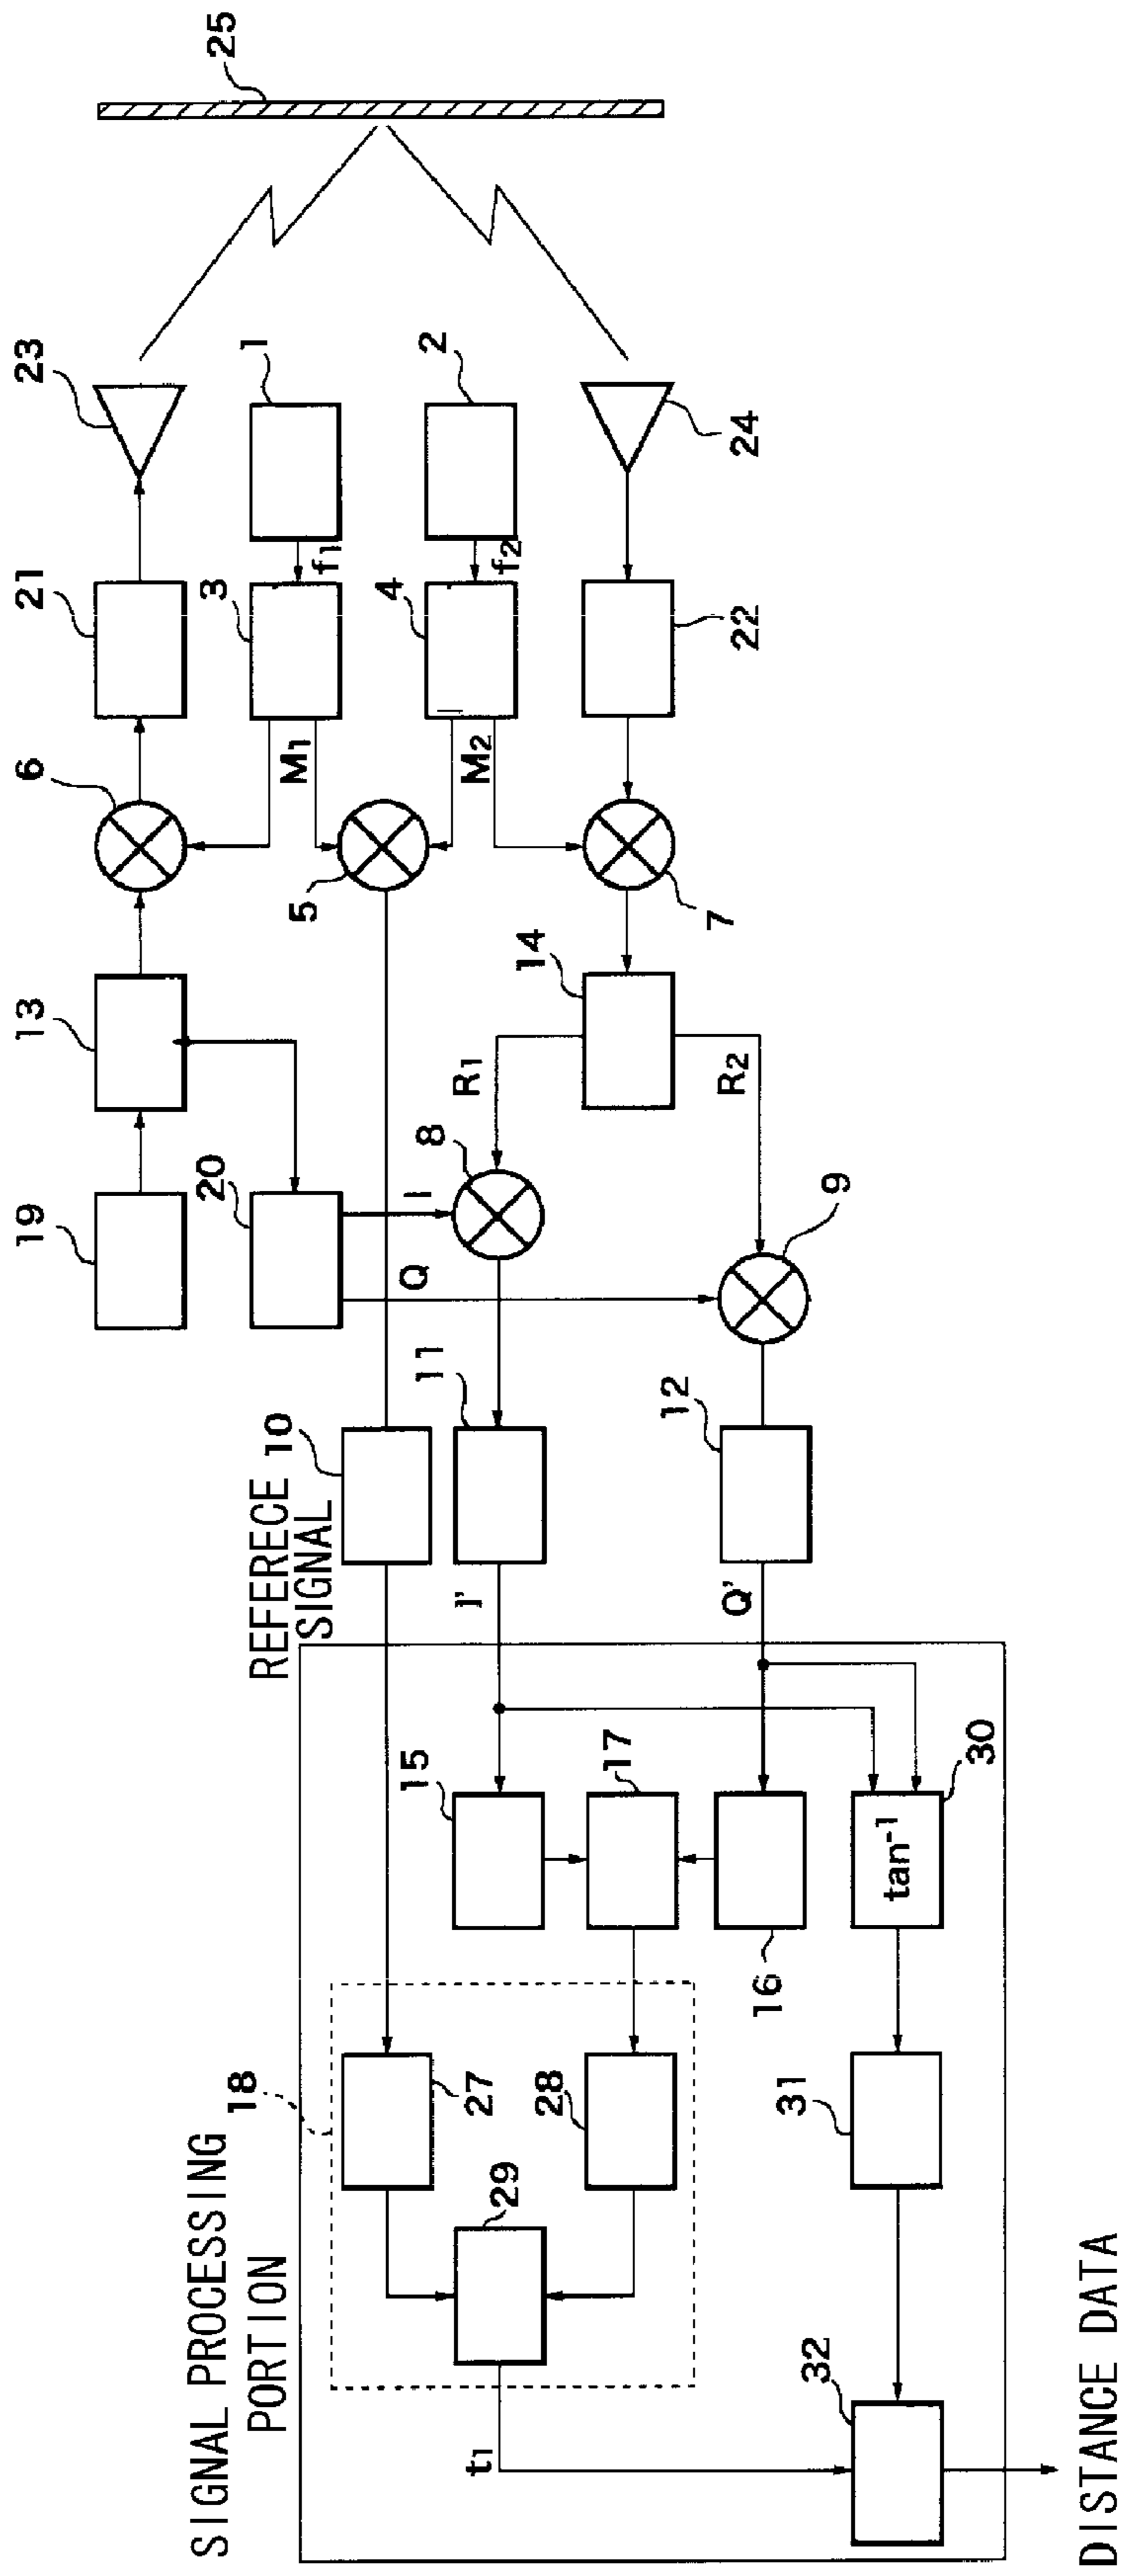 19
13
6
21
23
SIGNAL PROCESSING
PORTION
18
REFERECE
SIGNAL
10
20
3
1
25
5
M1
f1
4
2
15
11
Q
I
8
t1
27
I'
R1
M2
f2
29
28
14
17
12
Q'
R2
7
22
24
16
31
32
9
tan-1
30
DISTANCE DATA